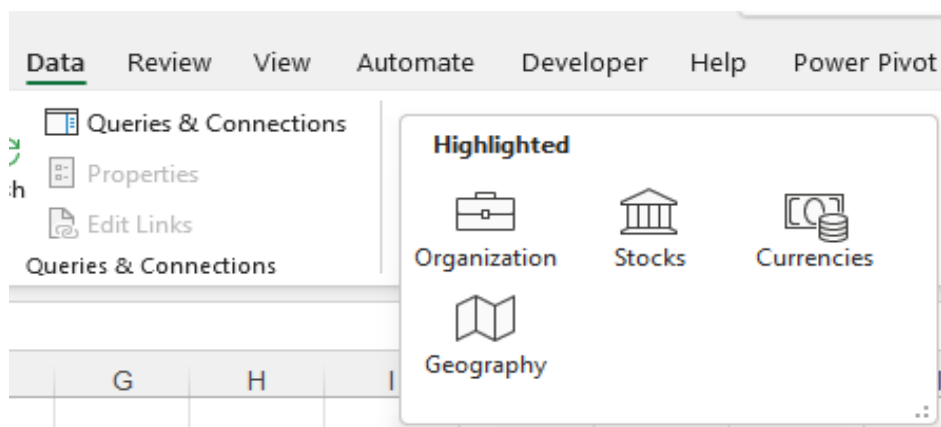 Data Review View Automate Developer Help Power Pivot
Queries & Connections
Properties
sh
Edit Links
Queries & Connections
Highlighted
Organization Stocks Currencies
Geography
G H I